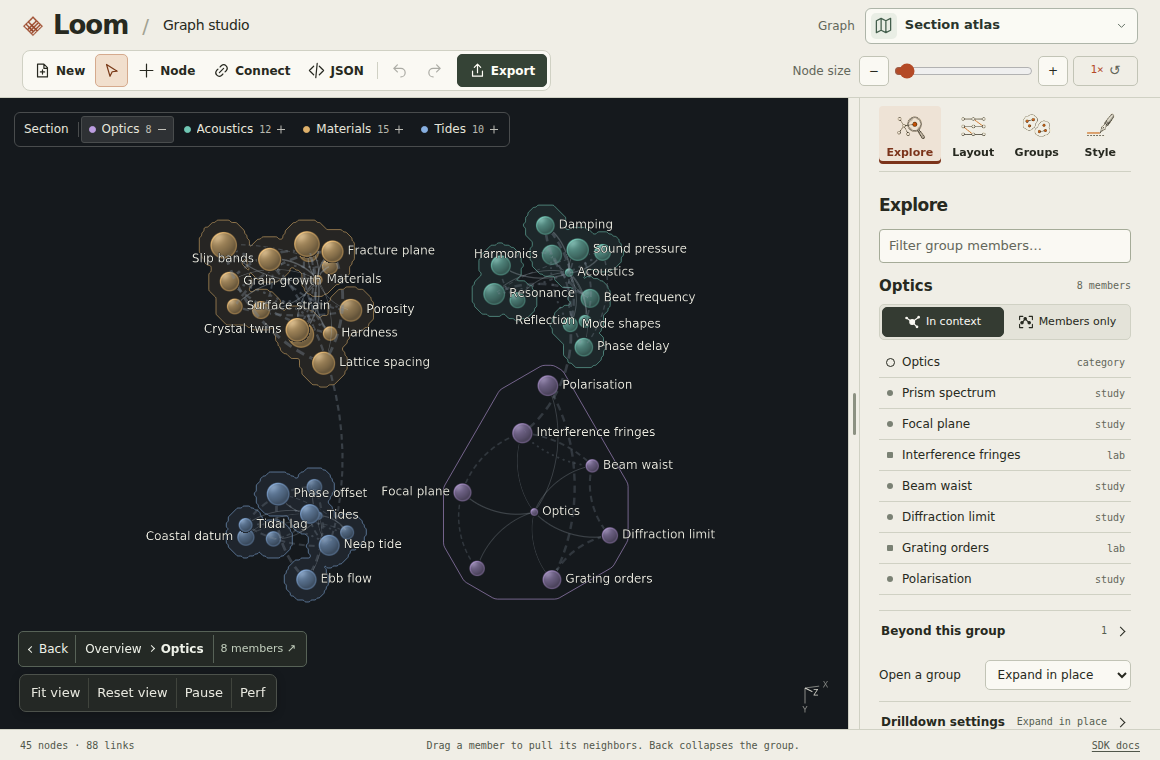 Loom / Graph studio
Graph Section atlas
New Node Connect JSON Export
Node size − + 1× ↺
Section Optics 8 − Acoustics 12 + Materials 15 + Tides 10 +
Explore Layout Groups Style
Explore
Filter group members...
Optics 8 members
In context Members only
Optics category
Prism spectrum study
Focal plane study
Interference fringes lab
Beam waist study
Diffraction limit study
Grating orders lab
Polarisation study
Beyond this group 1
Open a group Expand in place
Drilldown settings Expand in place
Slip bands
Fracture plane
Grain growth
Materials
Surface strain
Porosity
Crystal twins
Hardness
Lattice spacing
Damping
Harmonics
Sound pressure
Acoustics
Resonance
Beat frequency
Reflection
Mode shapes
Phase delay
Polarisation
Interference fringes
Beam waist
Focal plane
Optics
Diffraction limit
Grating orders
Phase offset
Tidal lag
Tides
Coastal datum
Neap tide
Ebb flow
Back Overview Optics 8 members ↗
Fit view Reset view Pause Perf
X
Z
Y
45 nodes · 88 links
Drag a member to pull its neighbors. Back collapses the group.
SDK docs